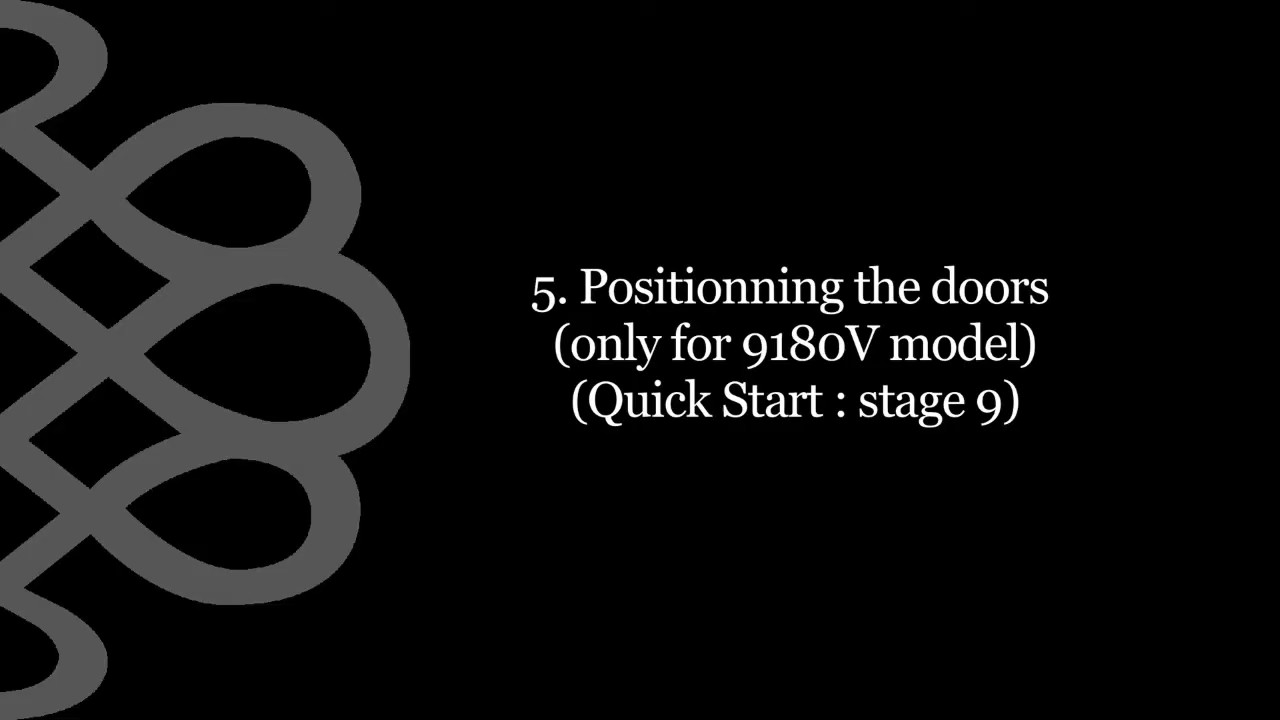 5. Positionning the doors
(only for 9180V model)
(Quick Start : stage 9)